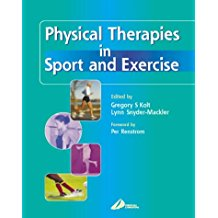 Physical Therapies
in
Sport and Exercise
Edited by
Gregory S Kolt
Lynn Snyder-Mackler
Foreword by
Per Renstrom